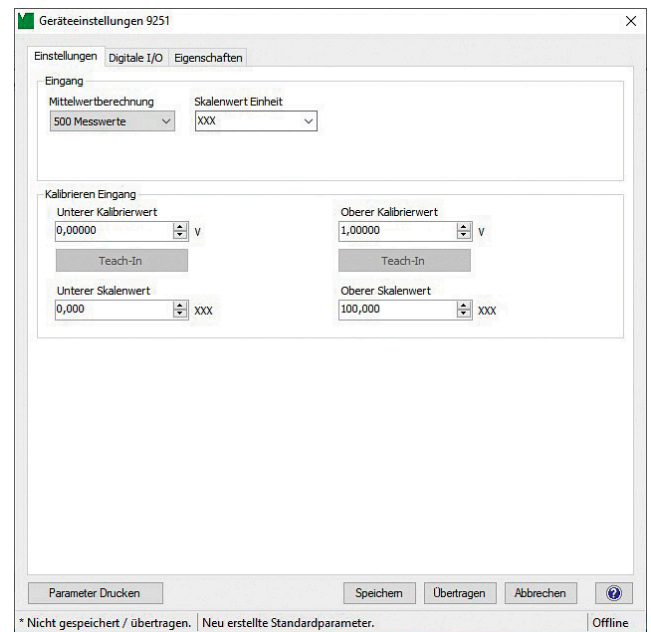 Geräteeinstellungen 9251
Einstellungen Digitale I/O Eigenschaften
Eingang
Mittelwertberechnung Skalenwert Einheit
500 Messwerte XXX
Kalibrieren Eingang
Unterer Kalibrierwert Oberer Kalibrierwert
0,00000 V 1,00000 V
Teach-In Teach-In
Unterer Skalenwert Oberer Skalenwert
0,000 XXX 100,000 XXX
Parameter Drucken Speichern Übertragen Abbrechen ?
* Nicht gespeichert / übertragen. Neu erstellte Standardparameter. Offline